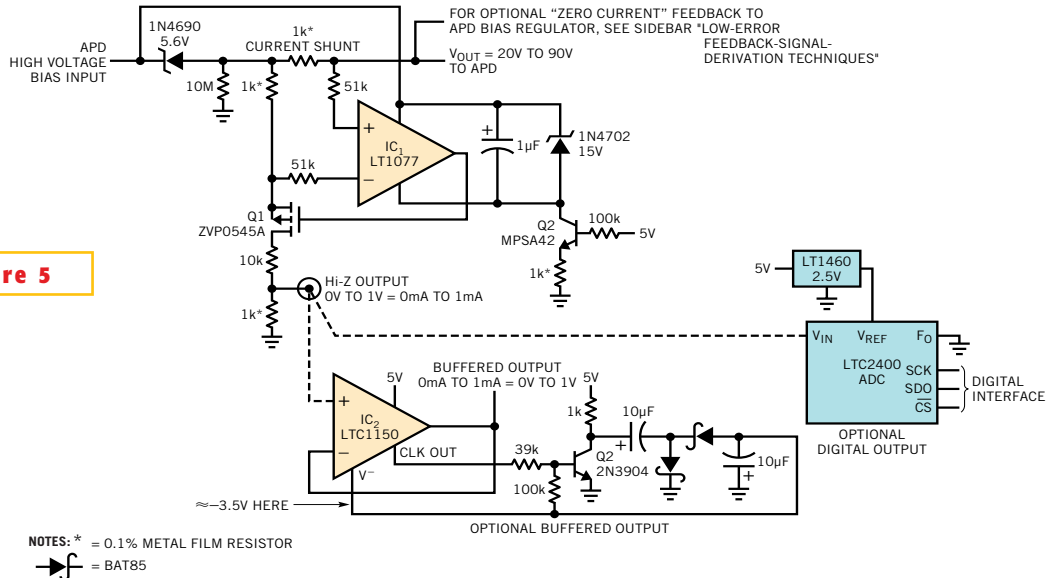 1N4690
5.6V
APD
HIGH VOLTAGE
BIAS INPUT
1k*
CURRENT SHUNT
FOR OPTIONAL “ZERO CURRENT” FEEDBACK TO
APD BIAS REGULATOR, SEE SIDEBAR "LOW-ERROR
FEEDBACK-SIGNAL-
DERIVATION TECHNIQUES"
VOUT = 20V TO 90V
TO APD
10M
1k*
51k
+
IC1
LT1077
−
51k
+
1µF
1N4702
15V
Q1
ZVP0545A
Q2
MPSA42
100k
5V
1k*
10k
re 5
Hi-Z OUTPUT
0V TO 1V = 0mA TO 1mA
1k*
5V
LT1460
2.5V
VIN
VREF
FO
LTC2400
ADC
SCK
SDO
CS
DIGITAL
INTERFACE
OPTIONAL
DIGITAL OUTPUT
BUFFERED OUTPUT
0mA TO 1mA = 0V TO 1V
5V
5V
+
IC2
LTC1150
−
V−
CLK OUT
39k
100k
1k
Q2
2N3904
10µF
+
10µF
+
≈−3.5V HERE
OPTIONAL BUFFERED OUTPUT
NOTES: * = 0.1% METAL FILM RESISTOR
= BAT85